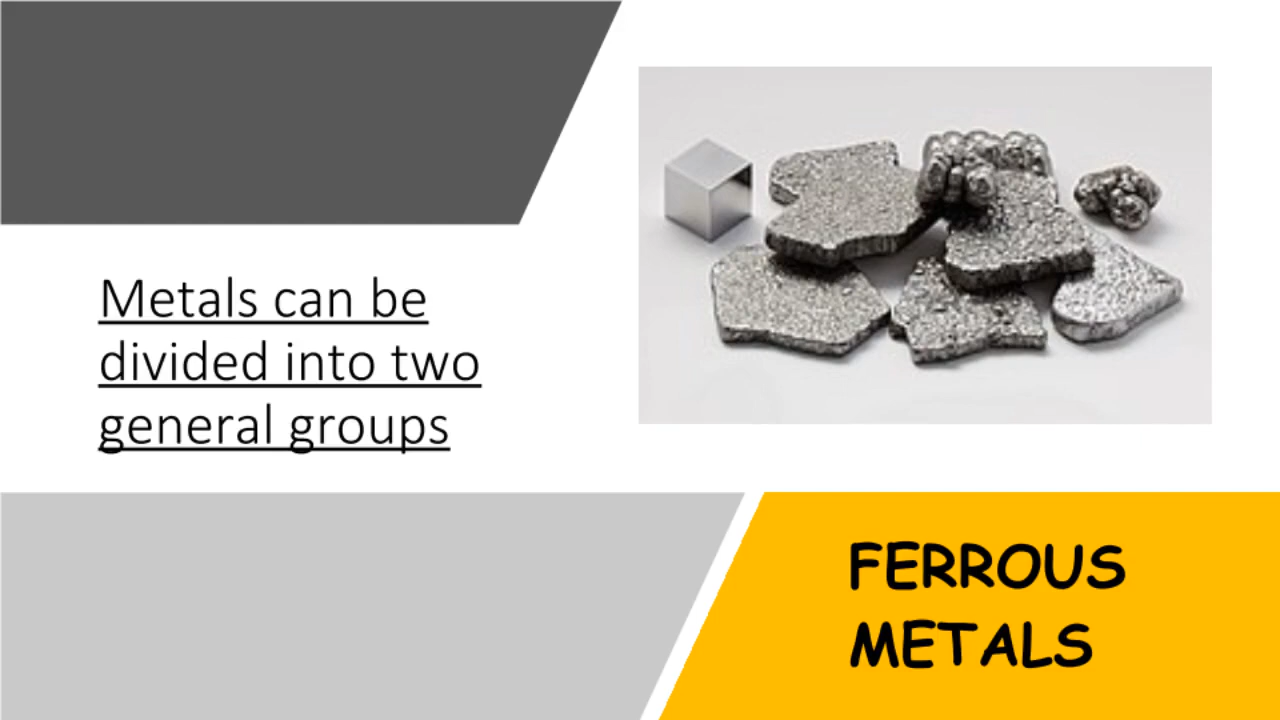 Metals can be
divided into two
general groups
FERROUS
METALS